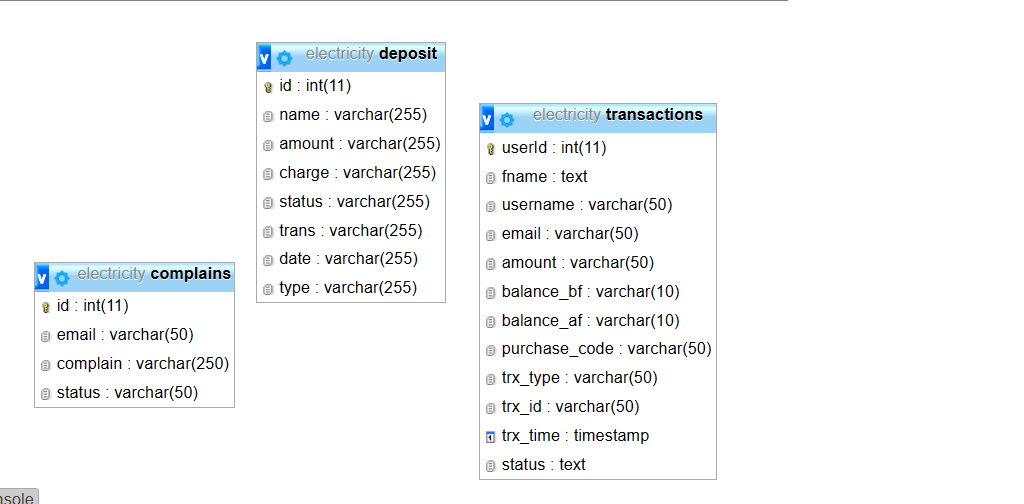 v electricity deposit
id : int(11)
name : varchar(255)
amount : varchar(255)
charge : varchar(255)
status : varchar(255)
trans : varchar(255)
date : varchar(255)
type : varchar(255)
v electricity transactions
userId : int(11)
fname : text
username : varchar(50)
email : varchar(50)
amount : varchar(50)
balance_bf : varchar(10)
balance_af : varchar(10)
purchase_code : varchar(50)
trx_type : varchar(50)
trx_id : varchar(50)
trx_time : timestamp
status : text
v electricity complains
id : int(11)
email : varchar(50)
complain : varchar(250)
status : varchar(50)
nsole